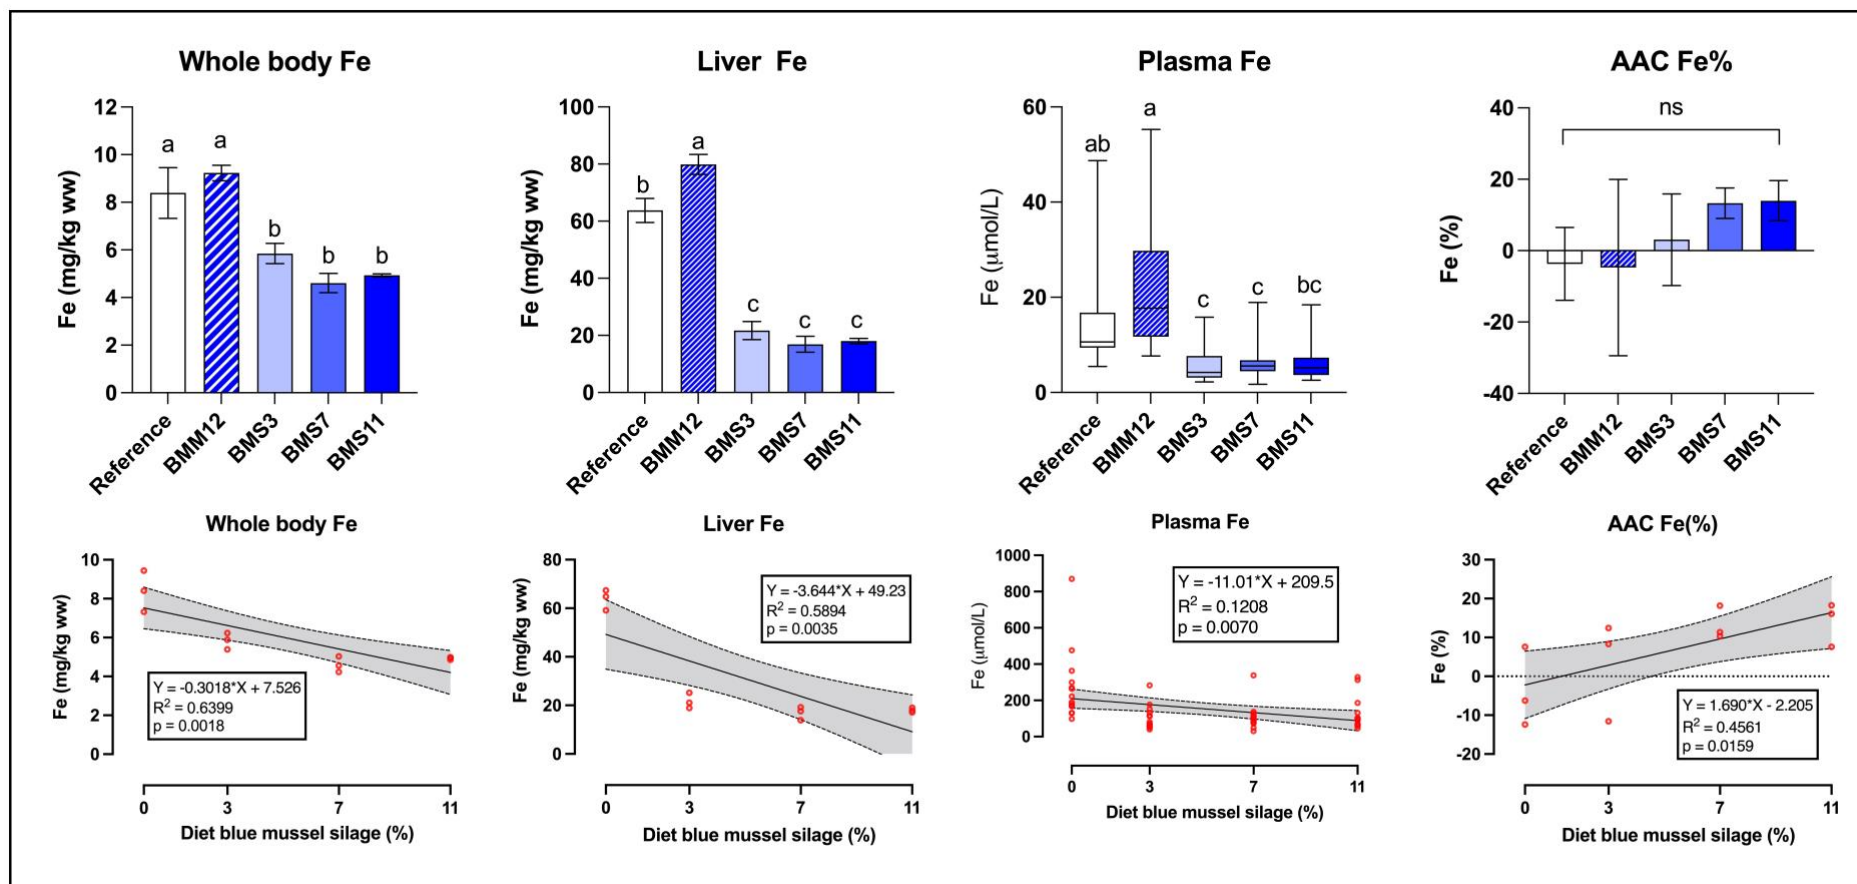 Whole body Fe
Fe (mg/kg ww)
12
10
8
6
4
2
0
a
a
b
b
b
Reference
BMM12
BMS3
BMS7
BMS11
Liver Fe
Fe (mg/kg ww)
100
80
60
40
20
0
b
a
c
c
c
Reference
BMM12
BMS3
BMS7
BMS11
Plasma Fe
Fe (µmol/L)
60
40
20
0
ab
a
c
c
bc
Reference
BMM12
BMS3
BMS7
BMS11
AAC Fe%
Fe (%)
40
20
0
-20
-40
ns
Reference
BMM12
BMS3
BMS7
BMS11
Whole body Fe
Fe (mg/kg ww)
10
8
6
4
2
0
Y = -0.3018*X + 7.526
R² = 0.6399
p = 0.0018
0
3
7
11
Diet blue mussel silage (%)
Liver Fe
Fe (mg/kg ww)
80
60
40
20
0
Y = -3.644*X + 49.23
R² = 0.5894
p = 0.0035
0
3
7
11
Diet blue mussel silage (%)
Plasma Fe
Fe (µmol/L)
1000
800
600
400
200
0
Y = -11.01*X + 209.5
R² = 0.1208
p = 0.0070
0
3
7
11
Diet blue mussel silage (%)
AAC Fe(%)
Fe (%)
30
20
10
0
-10
-20
Y = 1.690*X - 2.205
R² = 0.4561
p = 0.0159
0
3
7
11
Diet blue mussel silage (%)